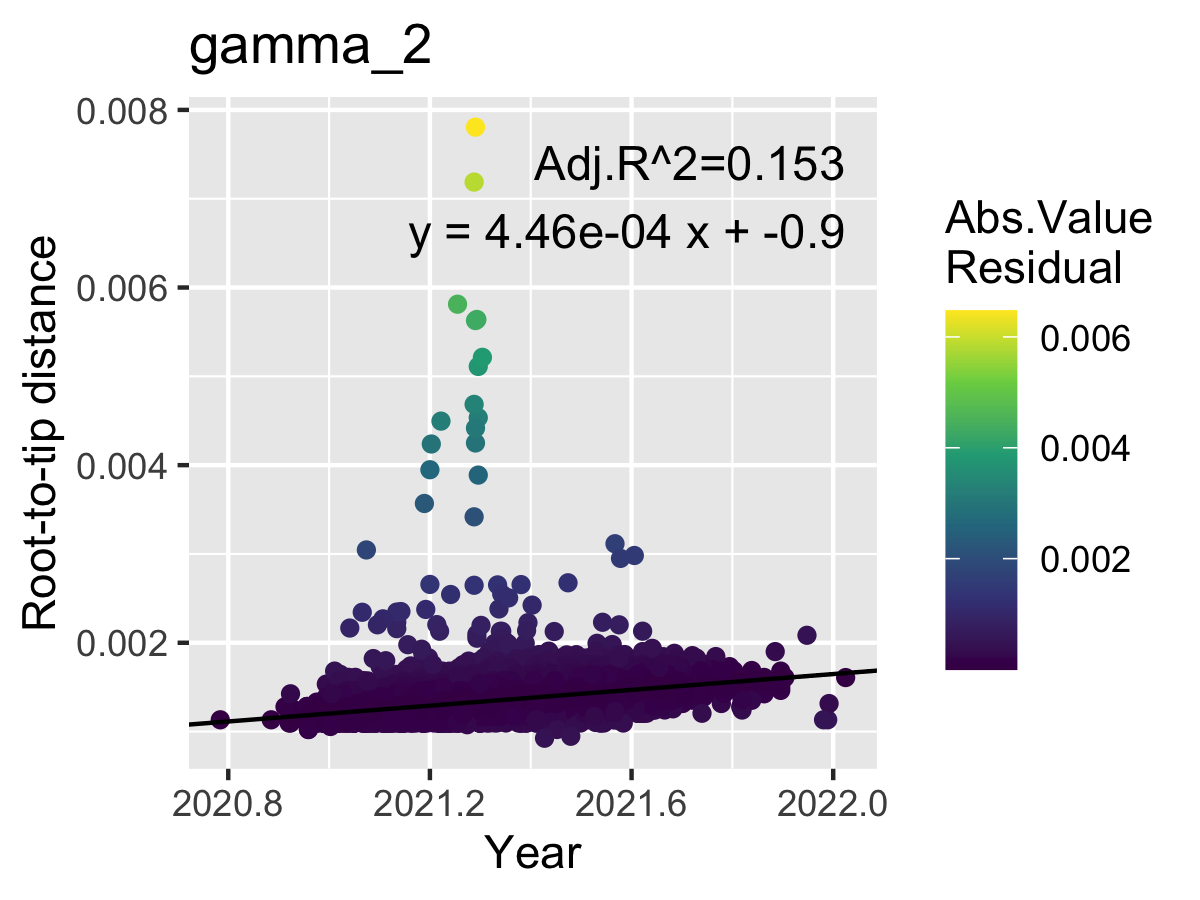 gamma_2
Adj.R^2=0.153
y = 4.46e-04 x + -0.9
Root-to-tip distance
0.008
0.006
0.004
0.002
2020.8
2021.2
2021.6
2022.0
Year
Abs.Value
Residual
0.006
0.004
0.002